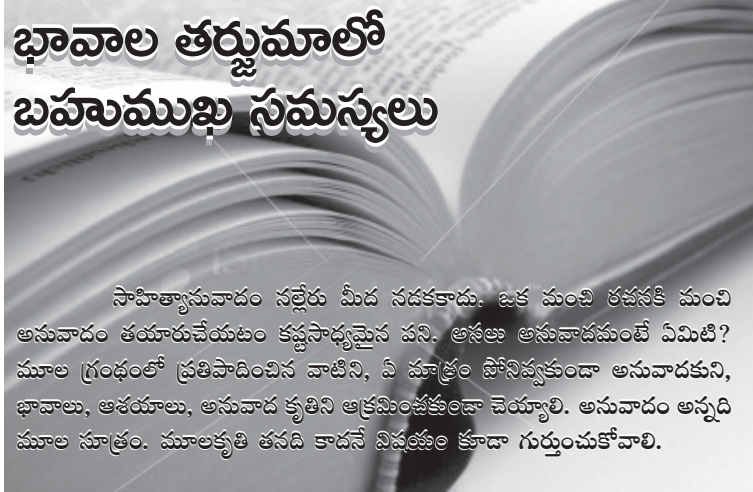 భావాల తర్జుమాలో
బహుముఖ సమస్యలు
సాహిత్యానువాదం నల్లేరు మీద నడకకాదు. ఒక మంచి రచనకి మంచి
అనువాదం తయారుచేయటం కష్టసాధ్యమైన పని. అసలు అనువాదమంటే ఏమిటి?
మూల గ్రంథంలో ప్రతిపాదించిన వాటిని, ఏ మాత్రం పోనివ్వకుండా అనువాదకుని,
భావాలు, ఆశయాలు, అనువాద కృతిని ఆక్రమించకుండా చెయ్యాలి. అనువాదం అన్నది
మూల సూత్రం. మూలకృతి తనది కాదనే విషయం కూడా గుర్తుంచుకోవాలి.